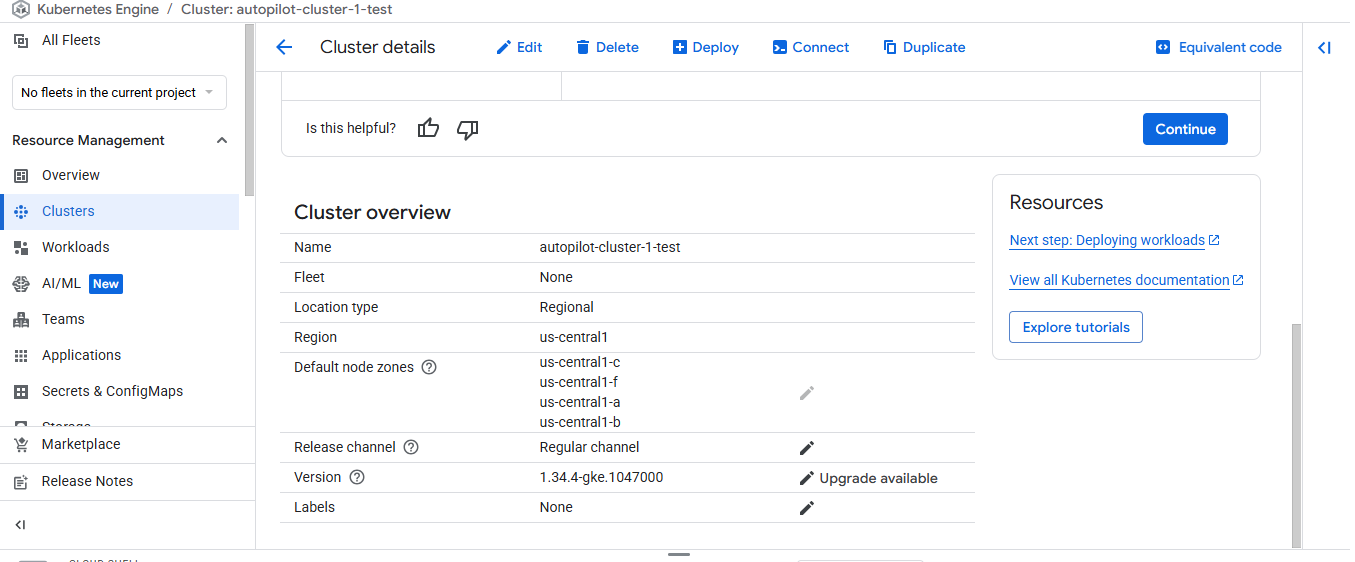 Kubernetes Engine / Cluster: autopilot-cluster-1-test
All Fleets
No fleets in the current project
Resource Management
Overview
Clusters
Workloads
AI/ML New
Teams
Applications
Secrets & ConfigMaps
Storage
Marketplace
Release Notes
Cluster details
Edit
Delete
Deploy
Connect
Duplicate
Equivalent code
Is this helpful?
Continue
Cluster overview
Name autopilot-cluster-1-test
Fleet None
Location type Regional
Region us-central1
Default node zones us-central1-c
us-central1-f
us-central1-a
us-central1-b
Release channel Regular channel
Version 1.34.4-gke.1047000 Upgrade available
Labels None
Resources
Next step: Deploying workloads
View all Kubernetes documentation
Explore tutorials
CLOUD SHELL